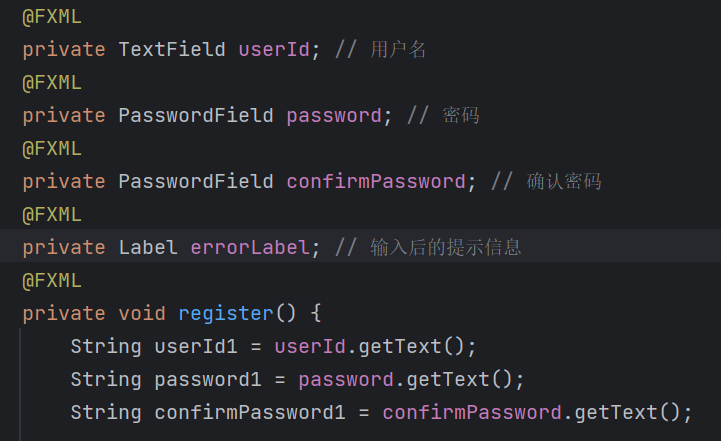 @FXML
private TextField userId; // 用户名
@FXML
private PasswordField password; // 密码
@FXML
private PasswordField confirmPassword; // 确认密码
@FXML
private Label errorLabel; // 输入后的提示信息
@FXML
private void register() {
    String userId1 = userId.getText();
    String password1 = password.getText();
    String confirmPassword1 = confirmPassword.getText();